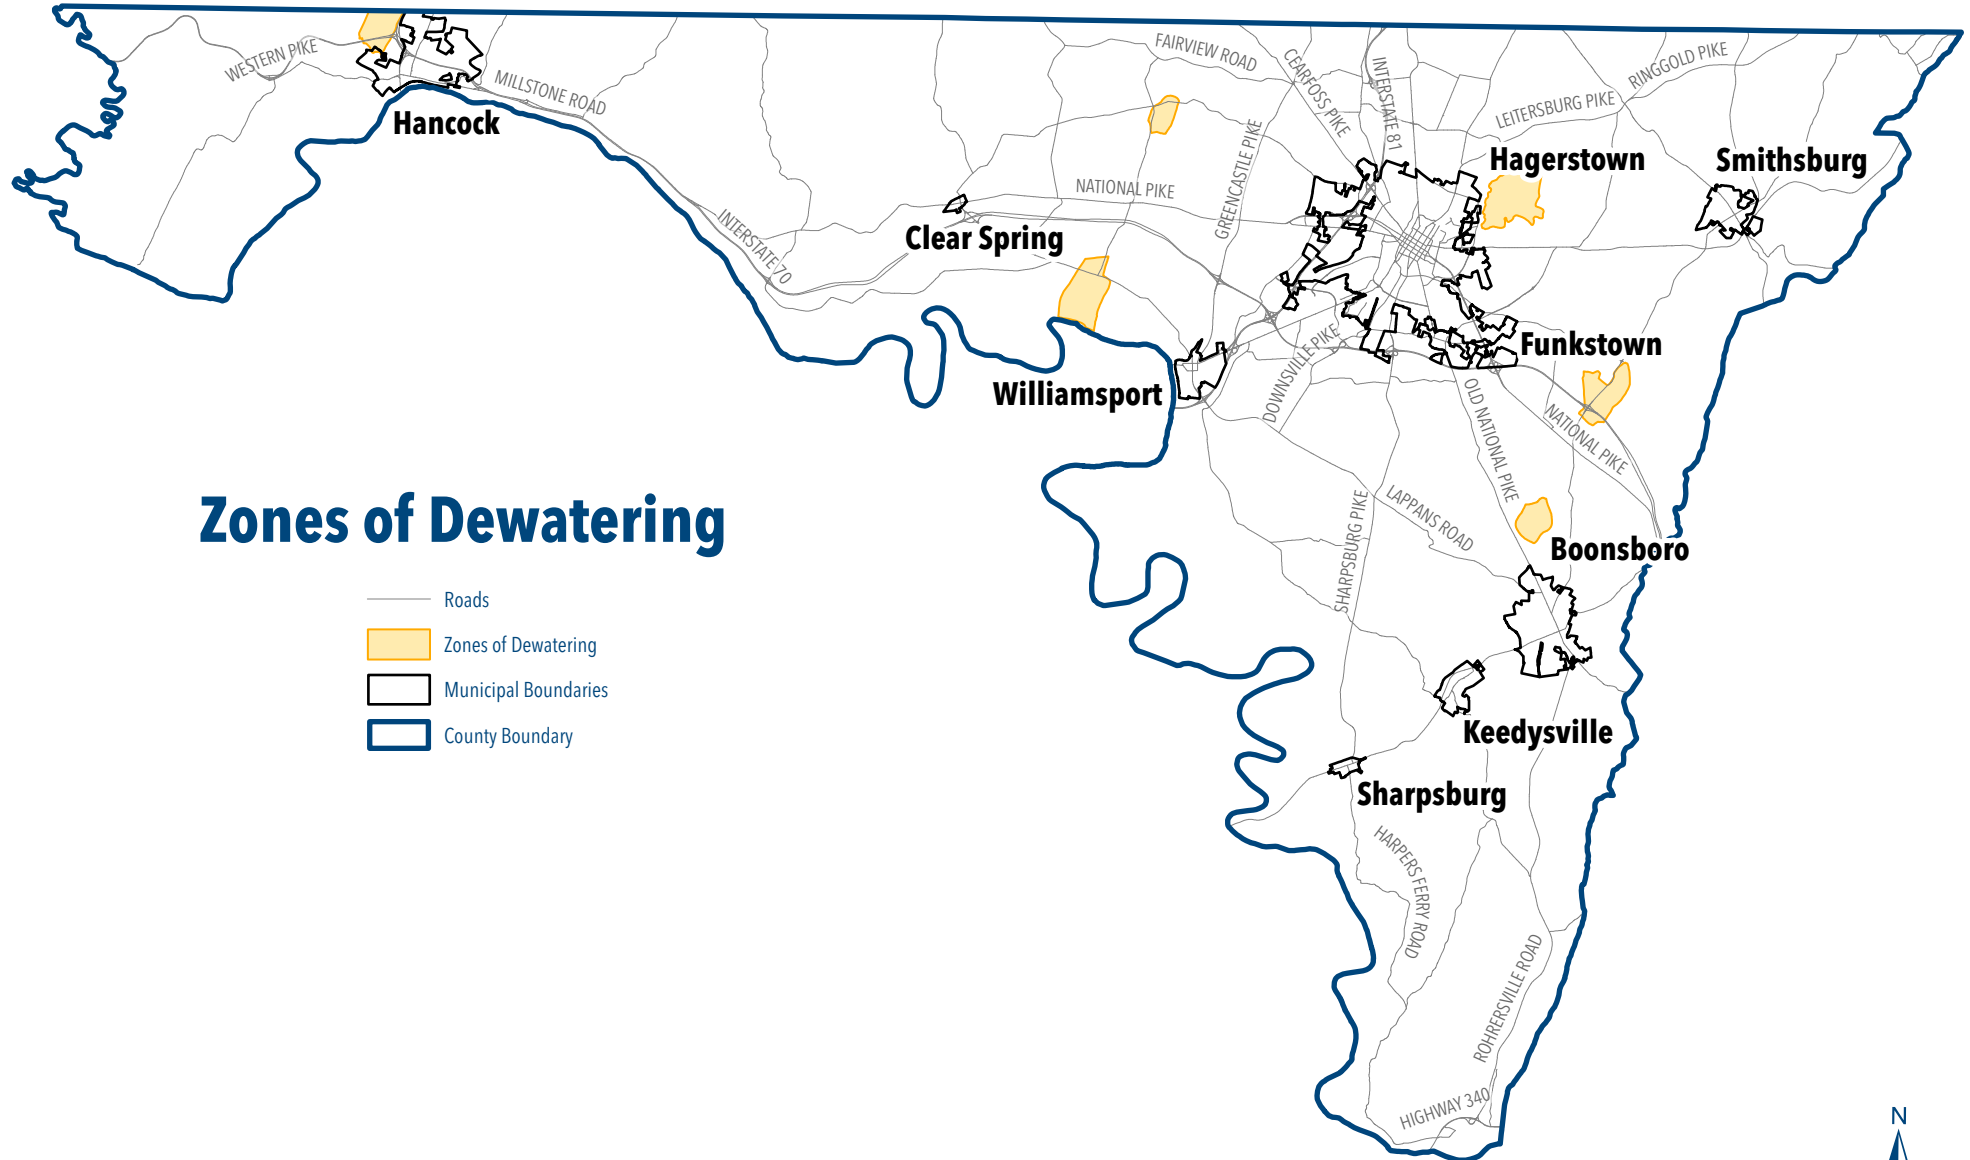 WESTERN PIKE
MILLSTONE ROAD
Hancock
FAIRVIEW ROAD
CEARFOSS PIKE
INTERSTATE 81
RINGGOLD PIKE
LEITERSBURG PIKE
Hagerstown
Smithsburg
GREENCASTLE PIKE
NATIONAL PIKE
Clear Spring
INTERSTATE 70
Funkstown
DOWNSVILLE PIKE
Williamsport
OLD NATIONAL PIKE
NATIONAL PIKE
Zones of Dewatering
SHARPSBURG PIKE
LAPPANS ROAD
Boonsboro
Roads
Zones of Dewatering
Municipal Boundaries
County Boundary
Keedysville
Sharpsburg
HARPERS FERRY ROAD
ROHRERSVILLE ROAD
HIGHWAY 340
N